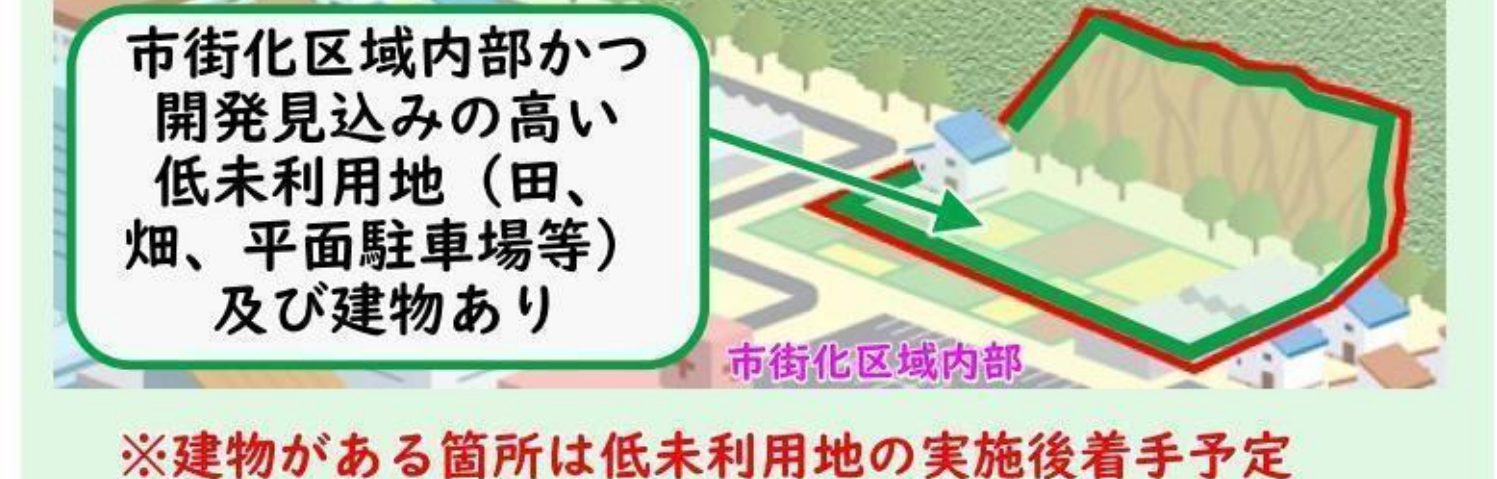 市街化区域内部かつ
開発見込みの高い
低未利用地（田、
畑、平面駐車場等）
及び建物あり
市街化区域内部
※建物がある箇所は低未利用地の実施後着手予定